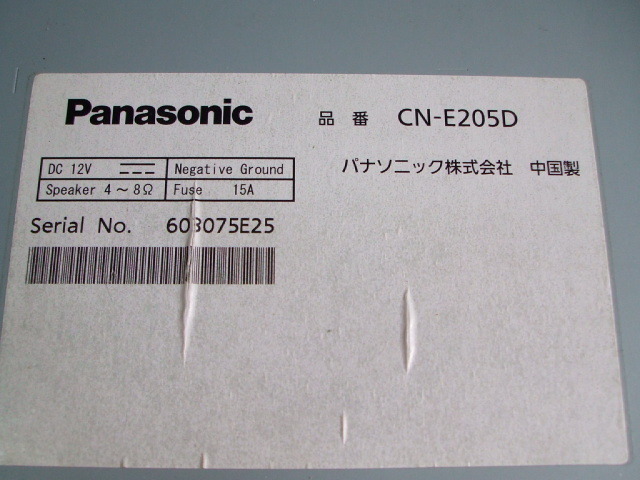 Panasonic 品番 CN-E205D
DC 12V ⎓ Negative Ground
Speaker 4～8Ω Fuse 15A
パナソニック株式会社 中国製
Serial No. 603075E25